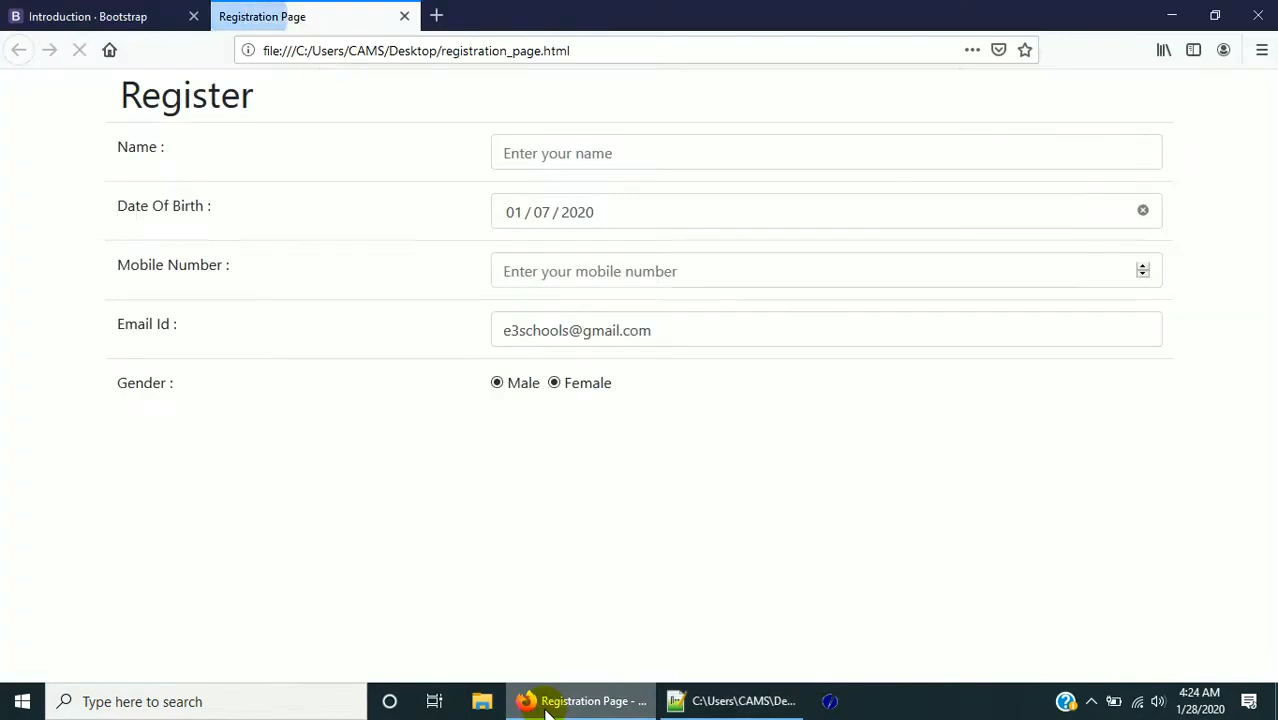 Introduction · Bootstrap
Registration Page
file:///C:/Users/CAMS/Desktop/registration_page.html
Register
Name :
Enter your name
Date Of Birth :
01 / 07 / 2020
Mobile Number :
Enter your mobile number
Email Id :
e3schools@gmail.com
Gender :
Male Female
Type here to search
Registration Page - ...
C:\Users\CAMS\De...
4:24 AM
1/28/2020